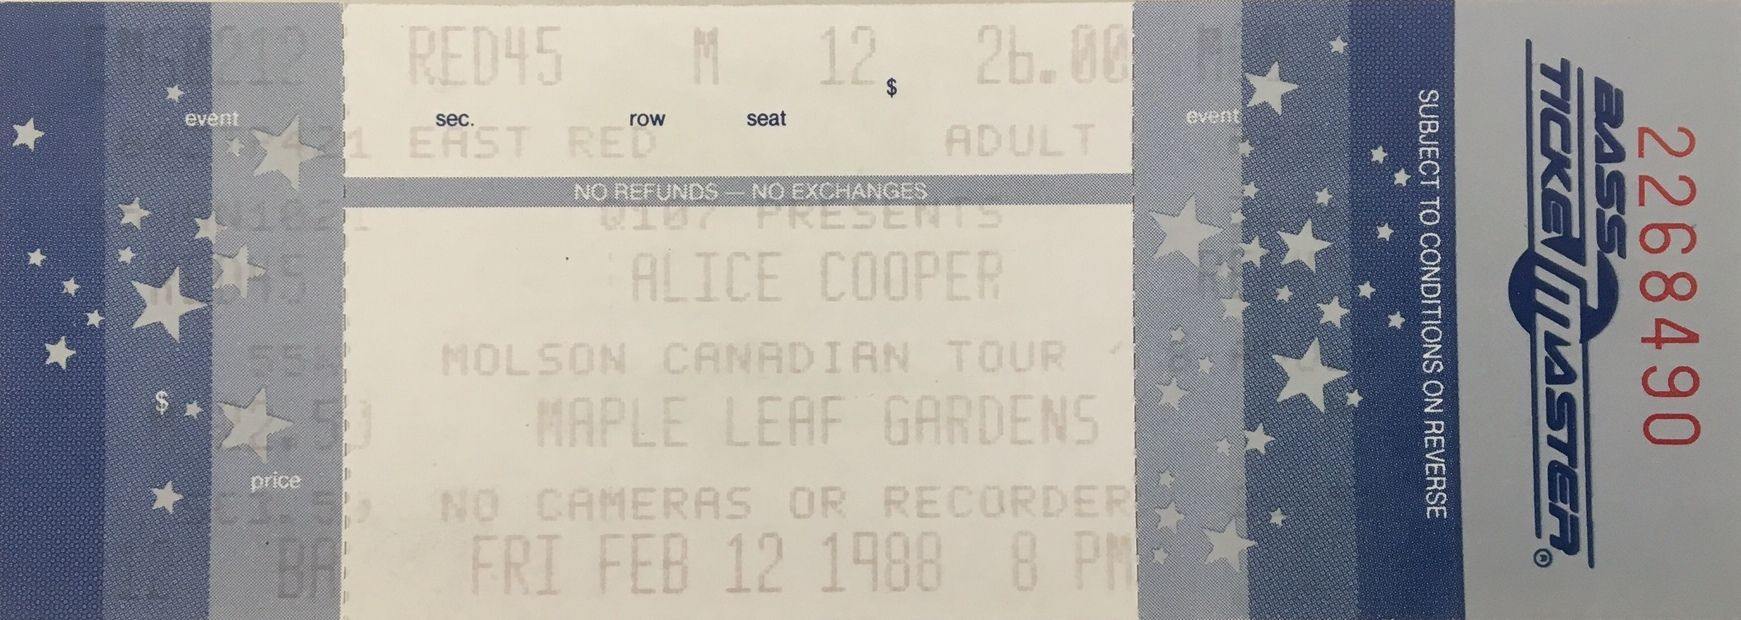 RED45 M 12 $ 26.00
event sec. row seat event
EAST RED ADULT
NO REFUNDS — NO EXCHANGES
Q107 PRESENTS
ALICE COOPER
MOLSON CANADIAN TOUR
$
MAPLE LEAF GARDENS
price
NO CAMERAS OR RECORDER
BA FRI FEB 12 1988 8 PM
SUBJECT TO CONDITIONS ON REVERSE
BASS
TICKETMASTER®
2268490